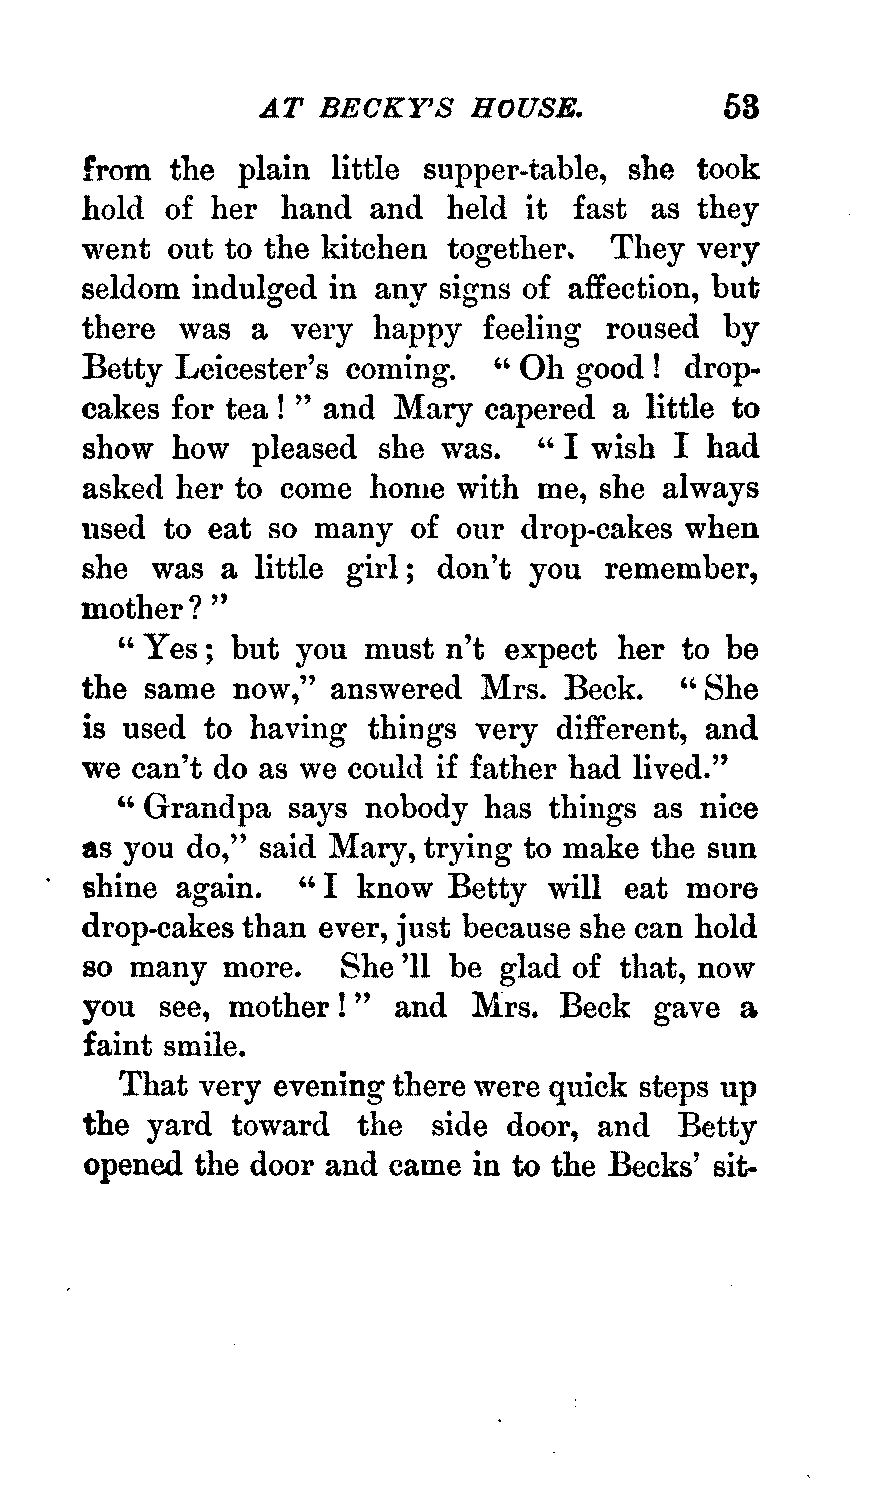 AT BECKY'S HOUSE. 53
from the plain little supper-table, she took
hold of her hand and held it fast as they
went out to the kitchen together. They very
seldom indulged in any signs of affection, but
there was a very happy feeling roused by
Betty Leicester's coming. “ Oh good ! drop-
cakes for tea ! ” and Mary capered a little to
show how pleased she was. “ I wish I had
asked her to come home with me, she always
used to eat so many of our drop-cakes when
she was a little girl ; don't you remember,
mother ? ”
“ Yes ; but you must n't expect her to be
the same now,” answered Mrs. Beck. “ She
is used to having things very different, and
we can't do as we could if father had lived.”
“ Grandpa says nobody has things as nice
as you do,” said Mary, trying to make the sun
shine again. “ I know Betty will eat more
drop-cakes than ever, just because she can hold
so many more. She 'll be glad of that, now
you see, mother ! ” and Mrs. Beck gave a
faint smile.
That very evening there were quick steps up
the yard toward the side door, and Betty
opened the door and came in to the Becks' sit-